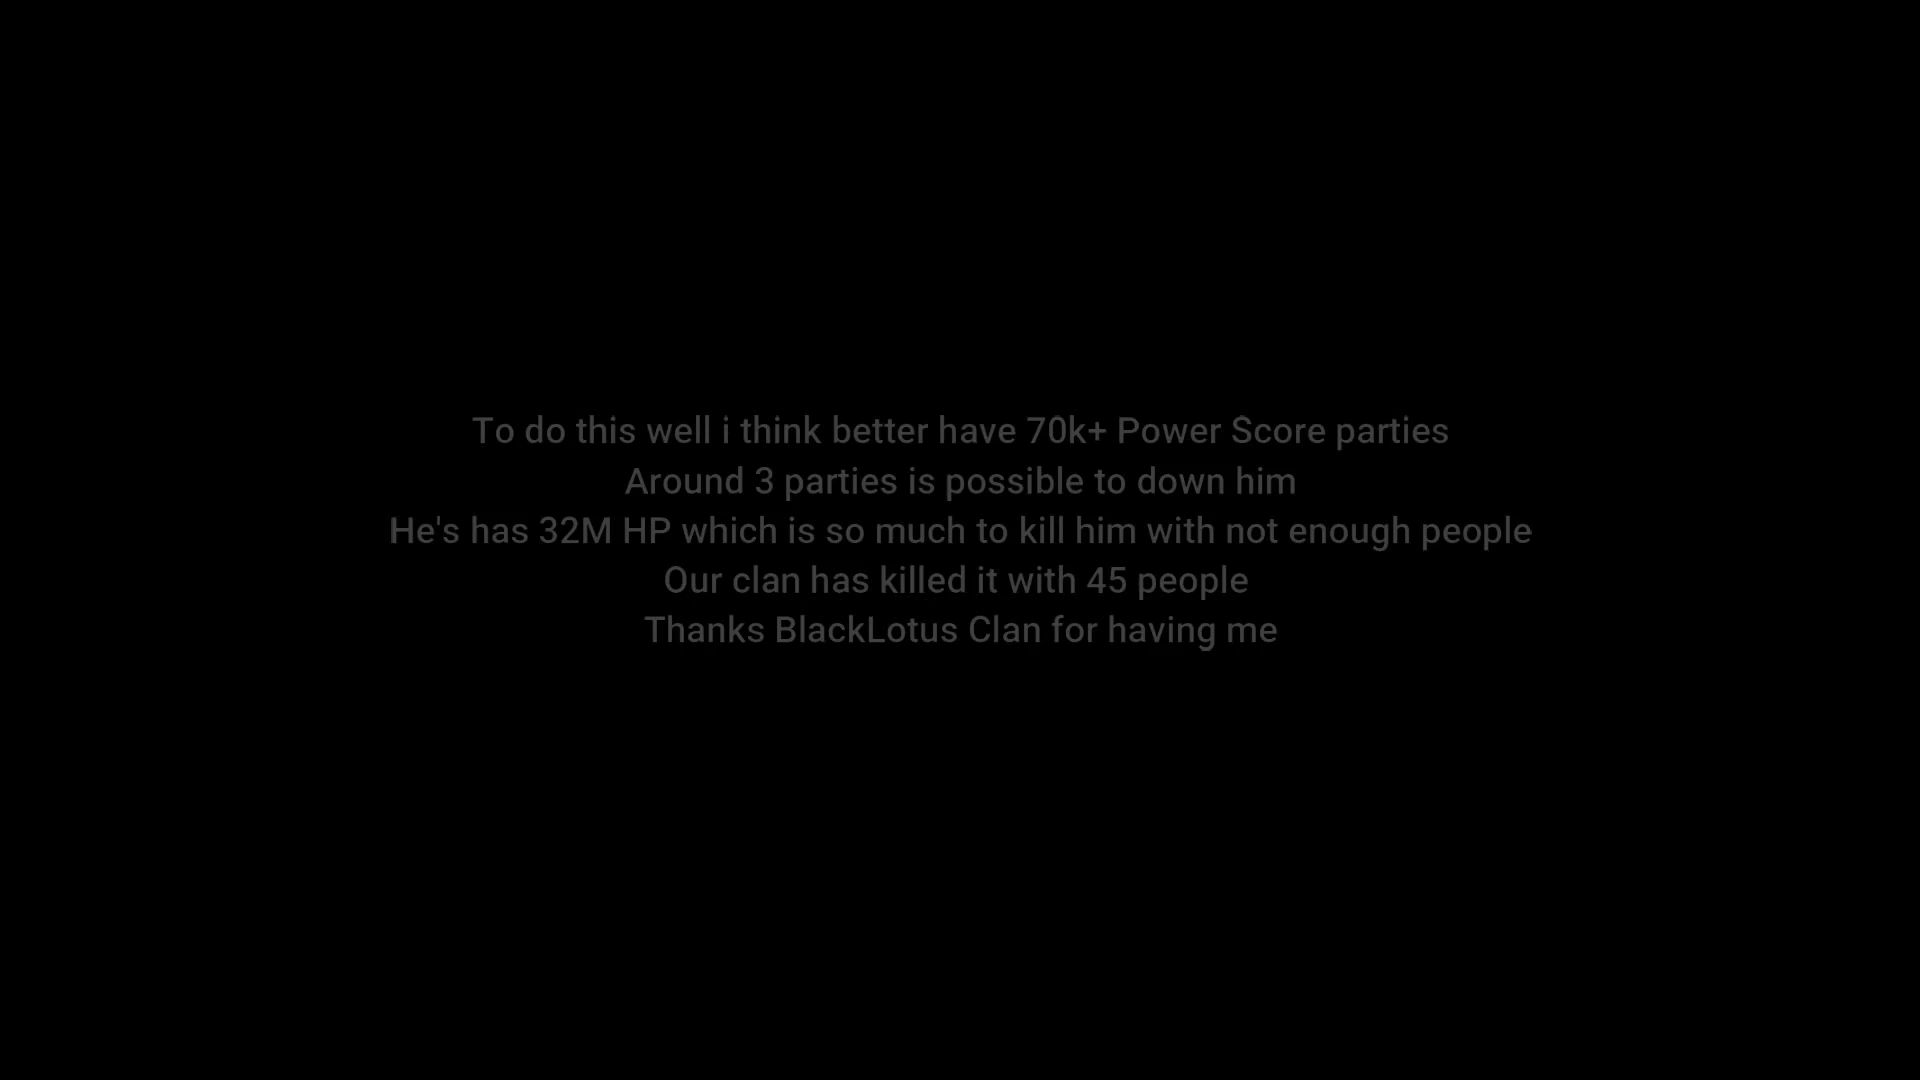 To do this well i think better have 70k+ Power Score parties
Around 3 parties is possible to down him
He's has 32M HP which is so much to kill him with not enough people
Our clan has killed it with 45 people
Thanks BlackLotus Clan for having me